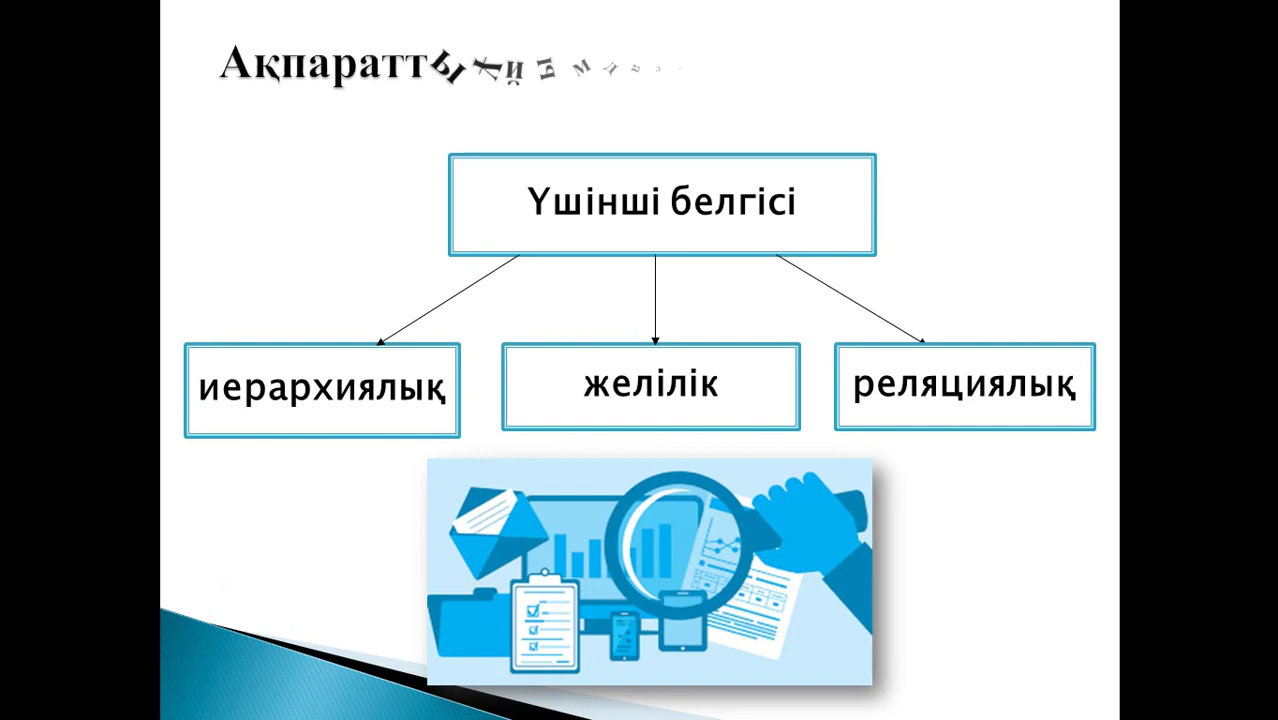 Ақпаратты
Үшінші белгісі
иерархиялық
желілік
реляциялық